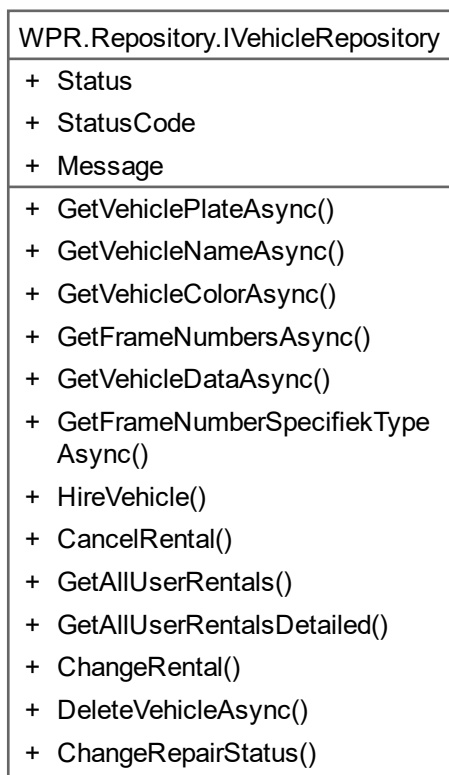 WPR.Repository.IVehicleRepository
+ Status
+ StatusCode
+ Message
+ GetVehiclePlateAsync()
+ GetVehicleNameAsync()
+ GetVehicleColorAsync()
+ GetFrameNumbersAsync()
+ GetVehicleDataAsync()
+ GetFrameNumberSpecifiekType
Async()
+ HireVehicle()
+ CancelRental()
+ GetAllUserRentals()
+ GetAllUserRentalsDetailed()
+ ChangeRental()
+ DeleteVehicleAsync()
+ ChangeRepairStatus()